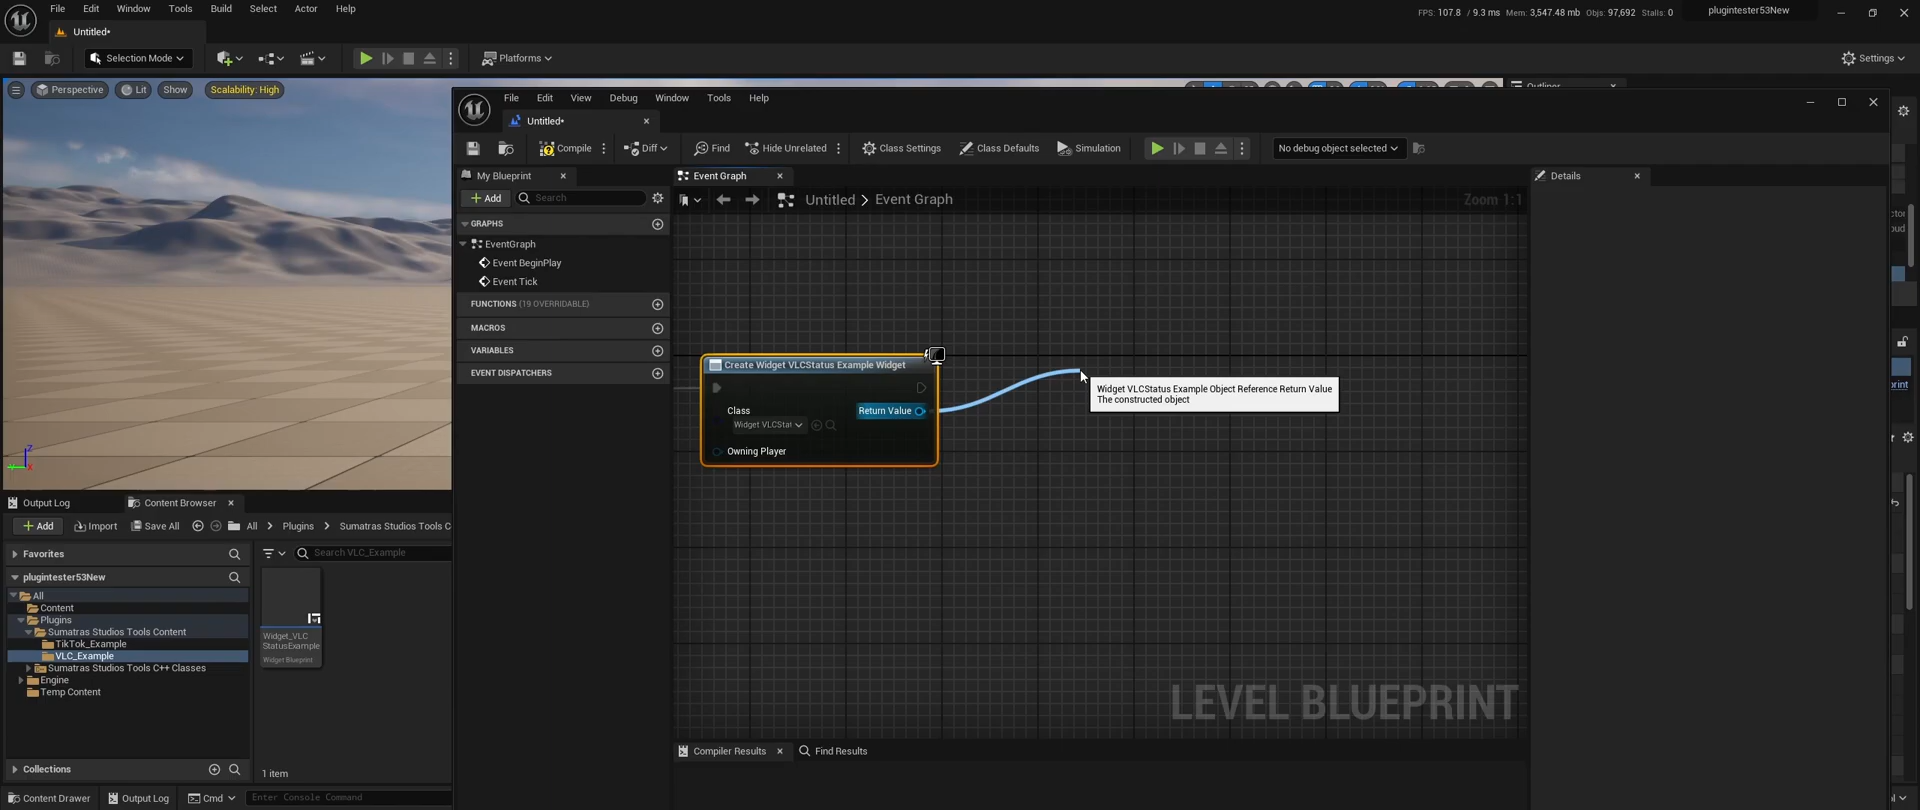 File Edit Window Tools Build Select Actor Help
FPS: 107.8 / 9.3 ms Mem: 3,547.48 mb Objs: 97,692 Stalls: 0
plugintester53New
Untitled*
Selection Mode
Platforms
Settings
Perspective Lit Show Scalability: High
Outliner
File Edit View Debug Window Tools Help
Untitled*
Compile Diff Find Hide Unrelated Class Settings Class Defaults Simulation No debug object selected
My Blueprint
Event Graph
Details
Add Search
Untitled > Event Graph
Zoom 1:1
GRAPHS
EventGraph
Event BeginPlay
Event Tick
FUNCTIONS (19 OVERRIDABLE)
MACROS
VARIABLES
EVENT DISPATCHERS
Create Widget VLCStatus Example Widget
Class
Return Value
Widget VLCStat
Owning Player
Widget VLCStatus Example Object Reference Return Value
The constructed object
LEVEL BLUEPRINT
Compiler Results Find Results
Output Log Content Browser
Add Import Save All All > Plugins > Sumatras Studios Tools C
Favorites
Search VLC_Example
plugintester53New
All
Content
Plugins
Sumatras Studios Tools Content
TikTok_Example
VLC_Example
Sumatras Studios Tools C++ Classes
Engine
Temp Content
Widget_VLC
StatusExample
Widget Blueprint
Collections
1 item
Content Drawer Output Log Cmd Enter Console Command